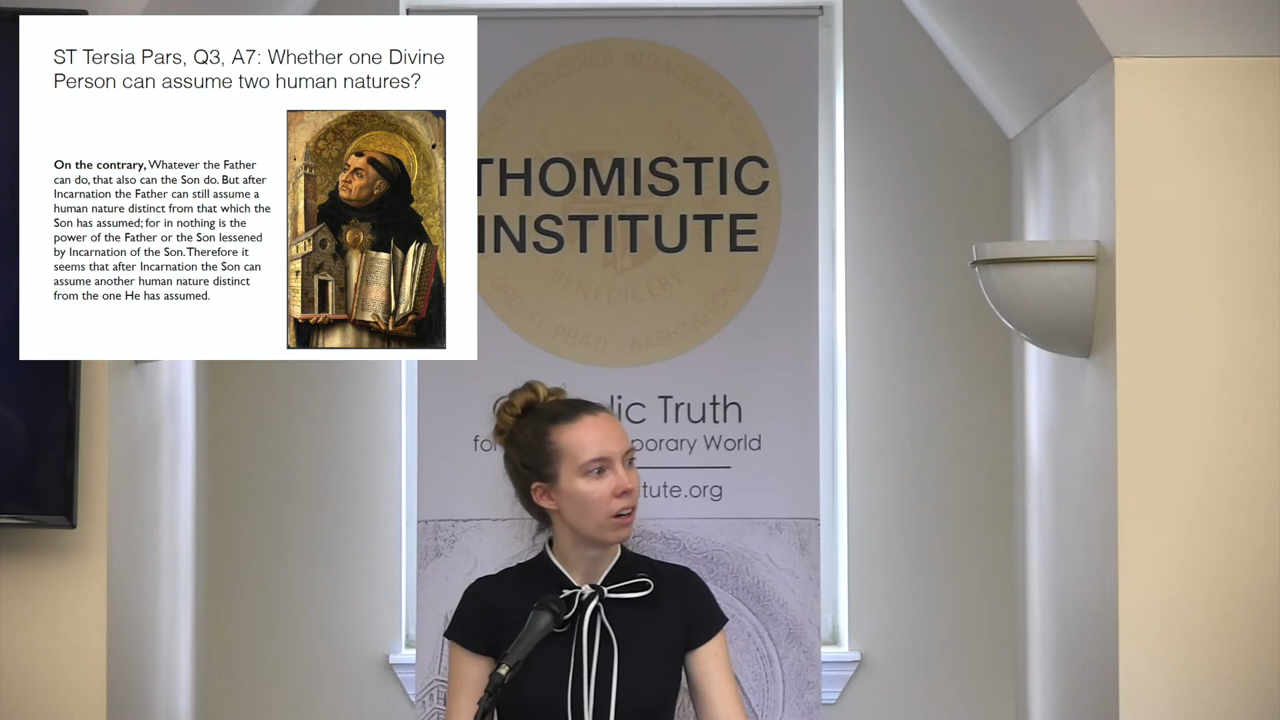 ST Tersia Pars, Q3, A7: Whether one Divine
Person can assume two human natures?
On the contrary, Whatever the Father
can do, that also can the Son do. But after
Incarnation the Father can still assume a
human nature distinct from that which the
Son has assumed; for in nothing is the
power of the Father or the Son lessened
by Incarnation of the Son. Therefore it
seems that after Incarnation the Son can
assume another human nature distinct
from the one He has assumed.
THOMISTIC
INSTITUTE
BENEDICERE
WASHINGTON
lic Truth
for porary World
tute.org